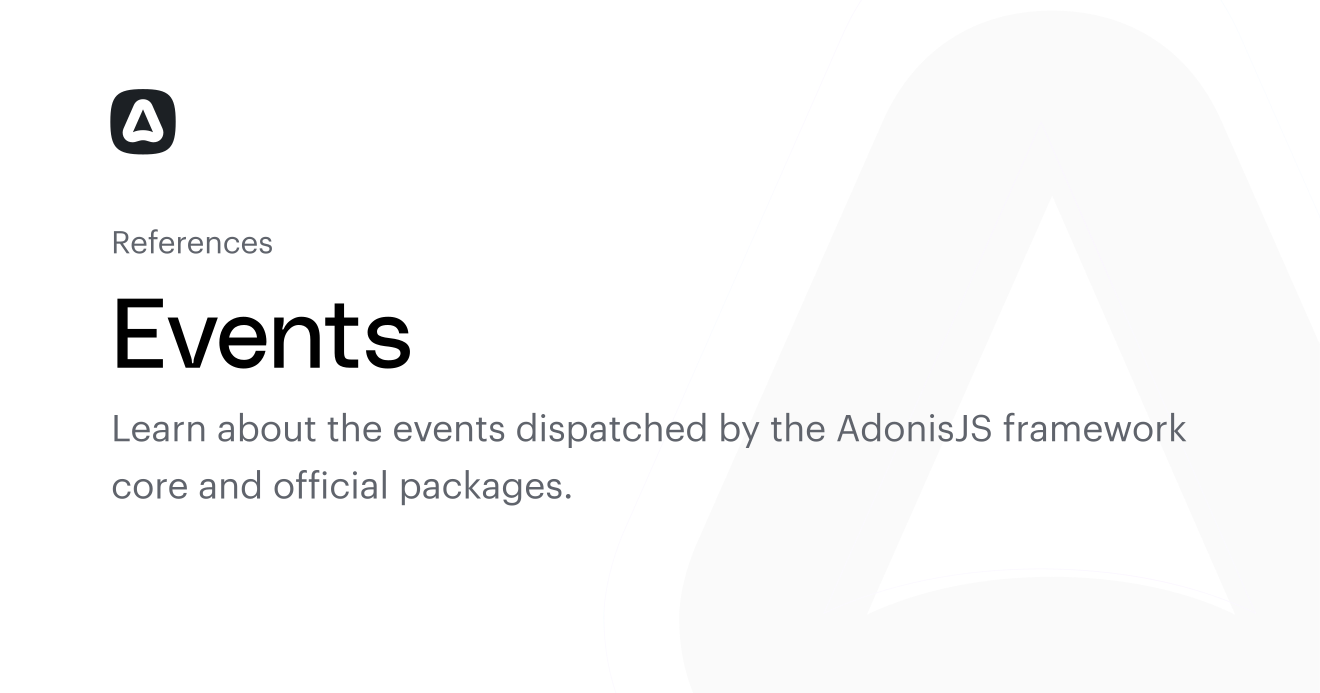 References
Events
Learn about the events dispatched by the AdonisJS framework
core and official packages.